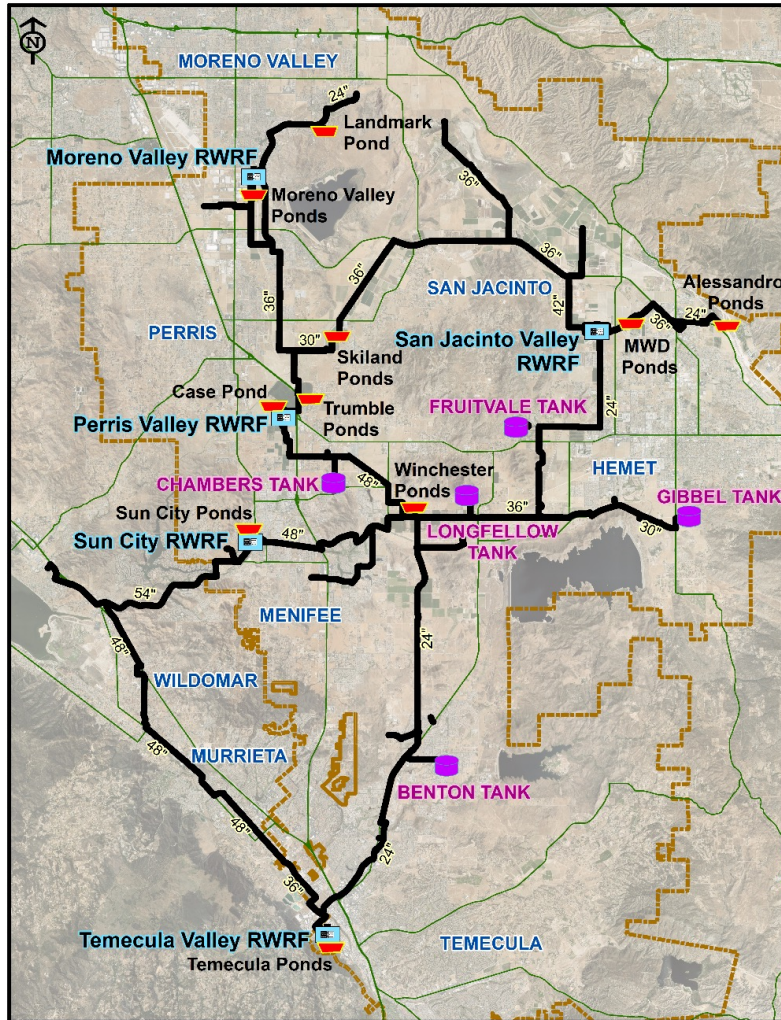 N
MORENO VALLEY
24"
Landmark
Pond
Moreno Valley RWRF
Moreno Valley
Ponds
36"
36"
36"
36"
42"
SAN JACINTO
Alessandro
Ponds
24"
36"
PERRIS
30"
Skiland
Ponds
San Jacinto Valley
RWRF
MWD
Ponds
Case Pond
Trumble
Ponds
Perris Valley RWRF
FRUITVALE TANK
24"
CHAMBERS TANK
48"
Winchester
Ponds
HEMET
GIBBEL TANK
Sun City Ponds
Sun City RWRF
48"
36"
30"
LONGFELLOW
TANK
54"
MENIFEE
48"
24"
WILDOMAR
48"
MURRIETA
BENTON TANK
48"
24"
36"
Temecula Valley RWRF
Temecula Ponds
TEMECULA